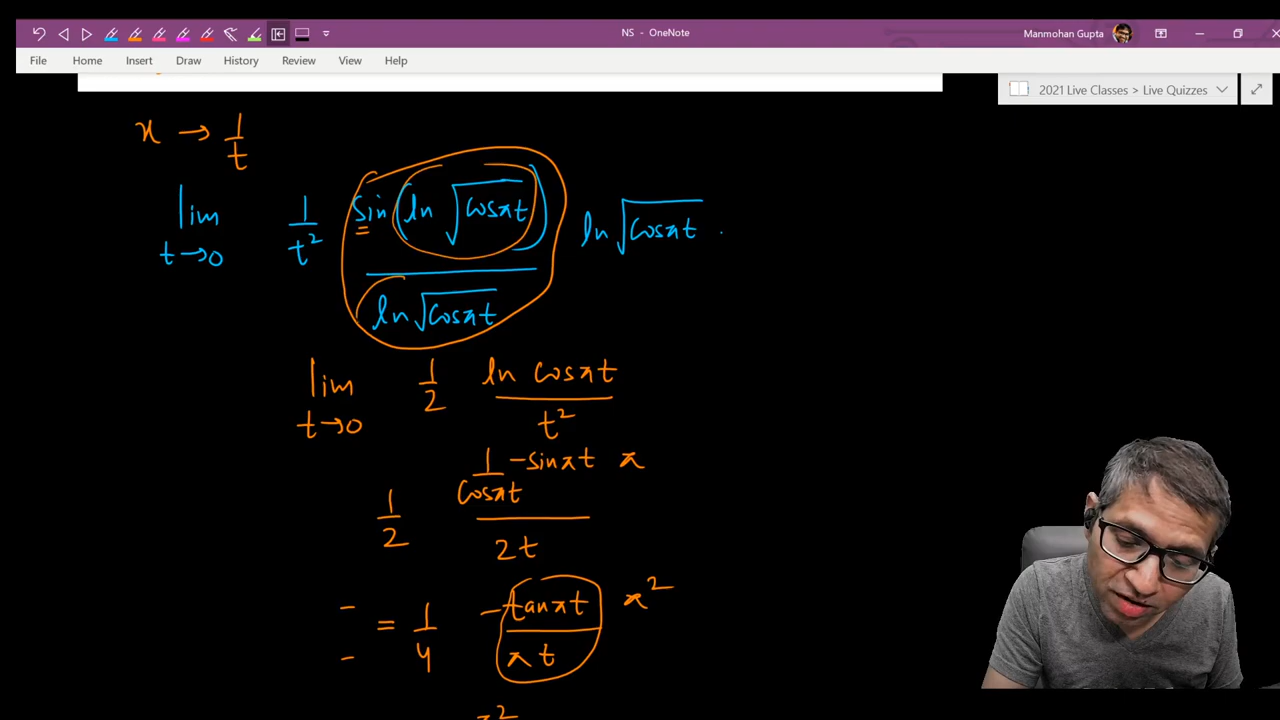 NS - OneNote
Manmohan Gupta
File Home Insert Draw History Review View Help
2021 Live Classes > Live Quizzes
x → 1/t
lim t→0 1/t² sin(ln √cosπt) / ln√cosπt ln√cosπt .
lim t→0 1/2 ln cosπt / t²
1/2 1/cosπt -sinπt π / 2t
= 1/4 -tanπt / πt π²
π²